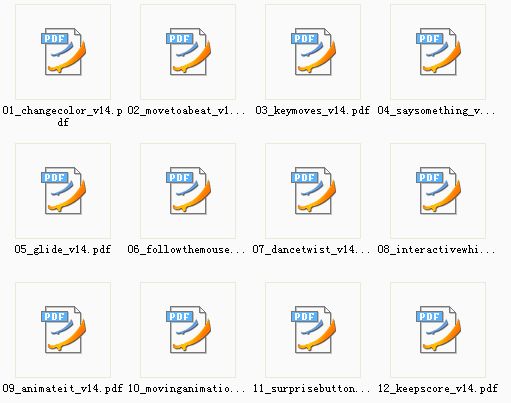 PDF PDF PDF PDF
01_changecolor_v14.p
df
02_movetoabeat_v1...
03_keymoves_v14.pdf
04_saysomething_v...
PDF PDF PDF PDF
05_glide_v14.pdf
06_followthemouse...
07_dancetwist_v14...
08_interactivewhi...
PDF PDF PDF PDF
09_animateit_v14.pdf
10_movinganimatio...
11_surprisebutton...
12_keepscore_v14.pdf